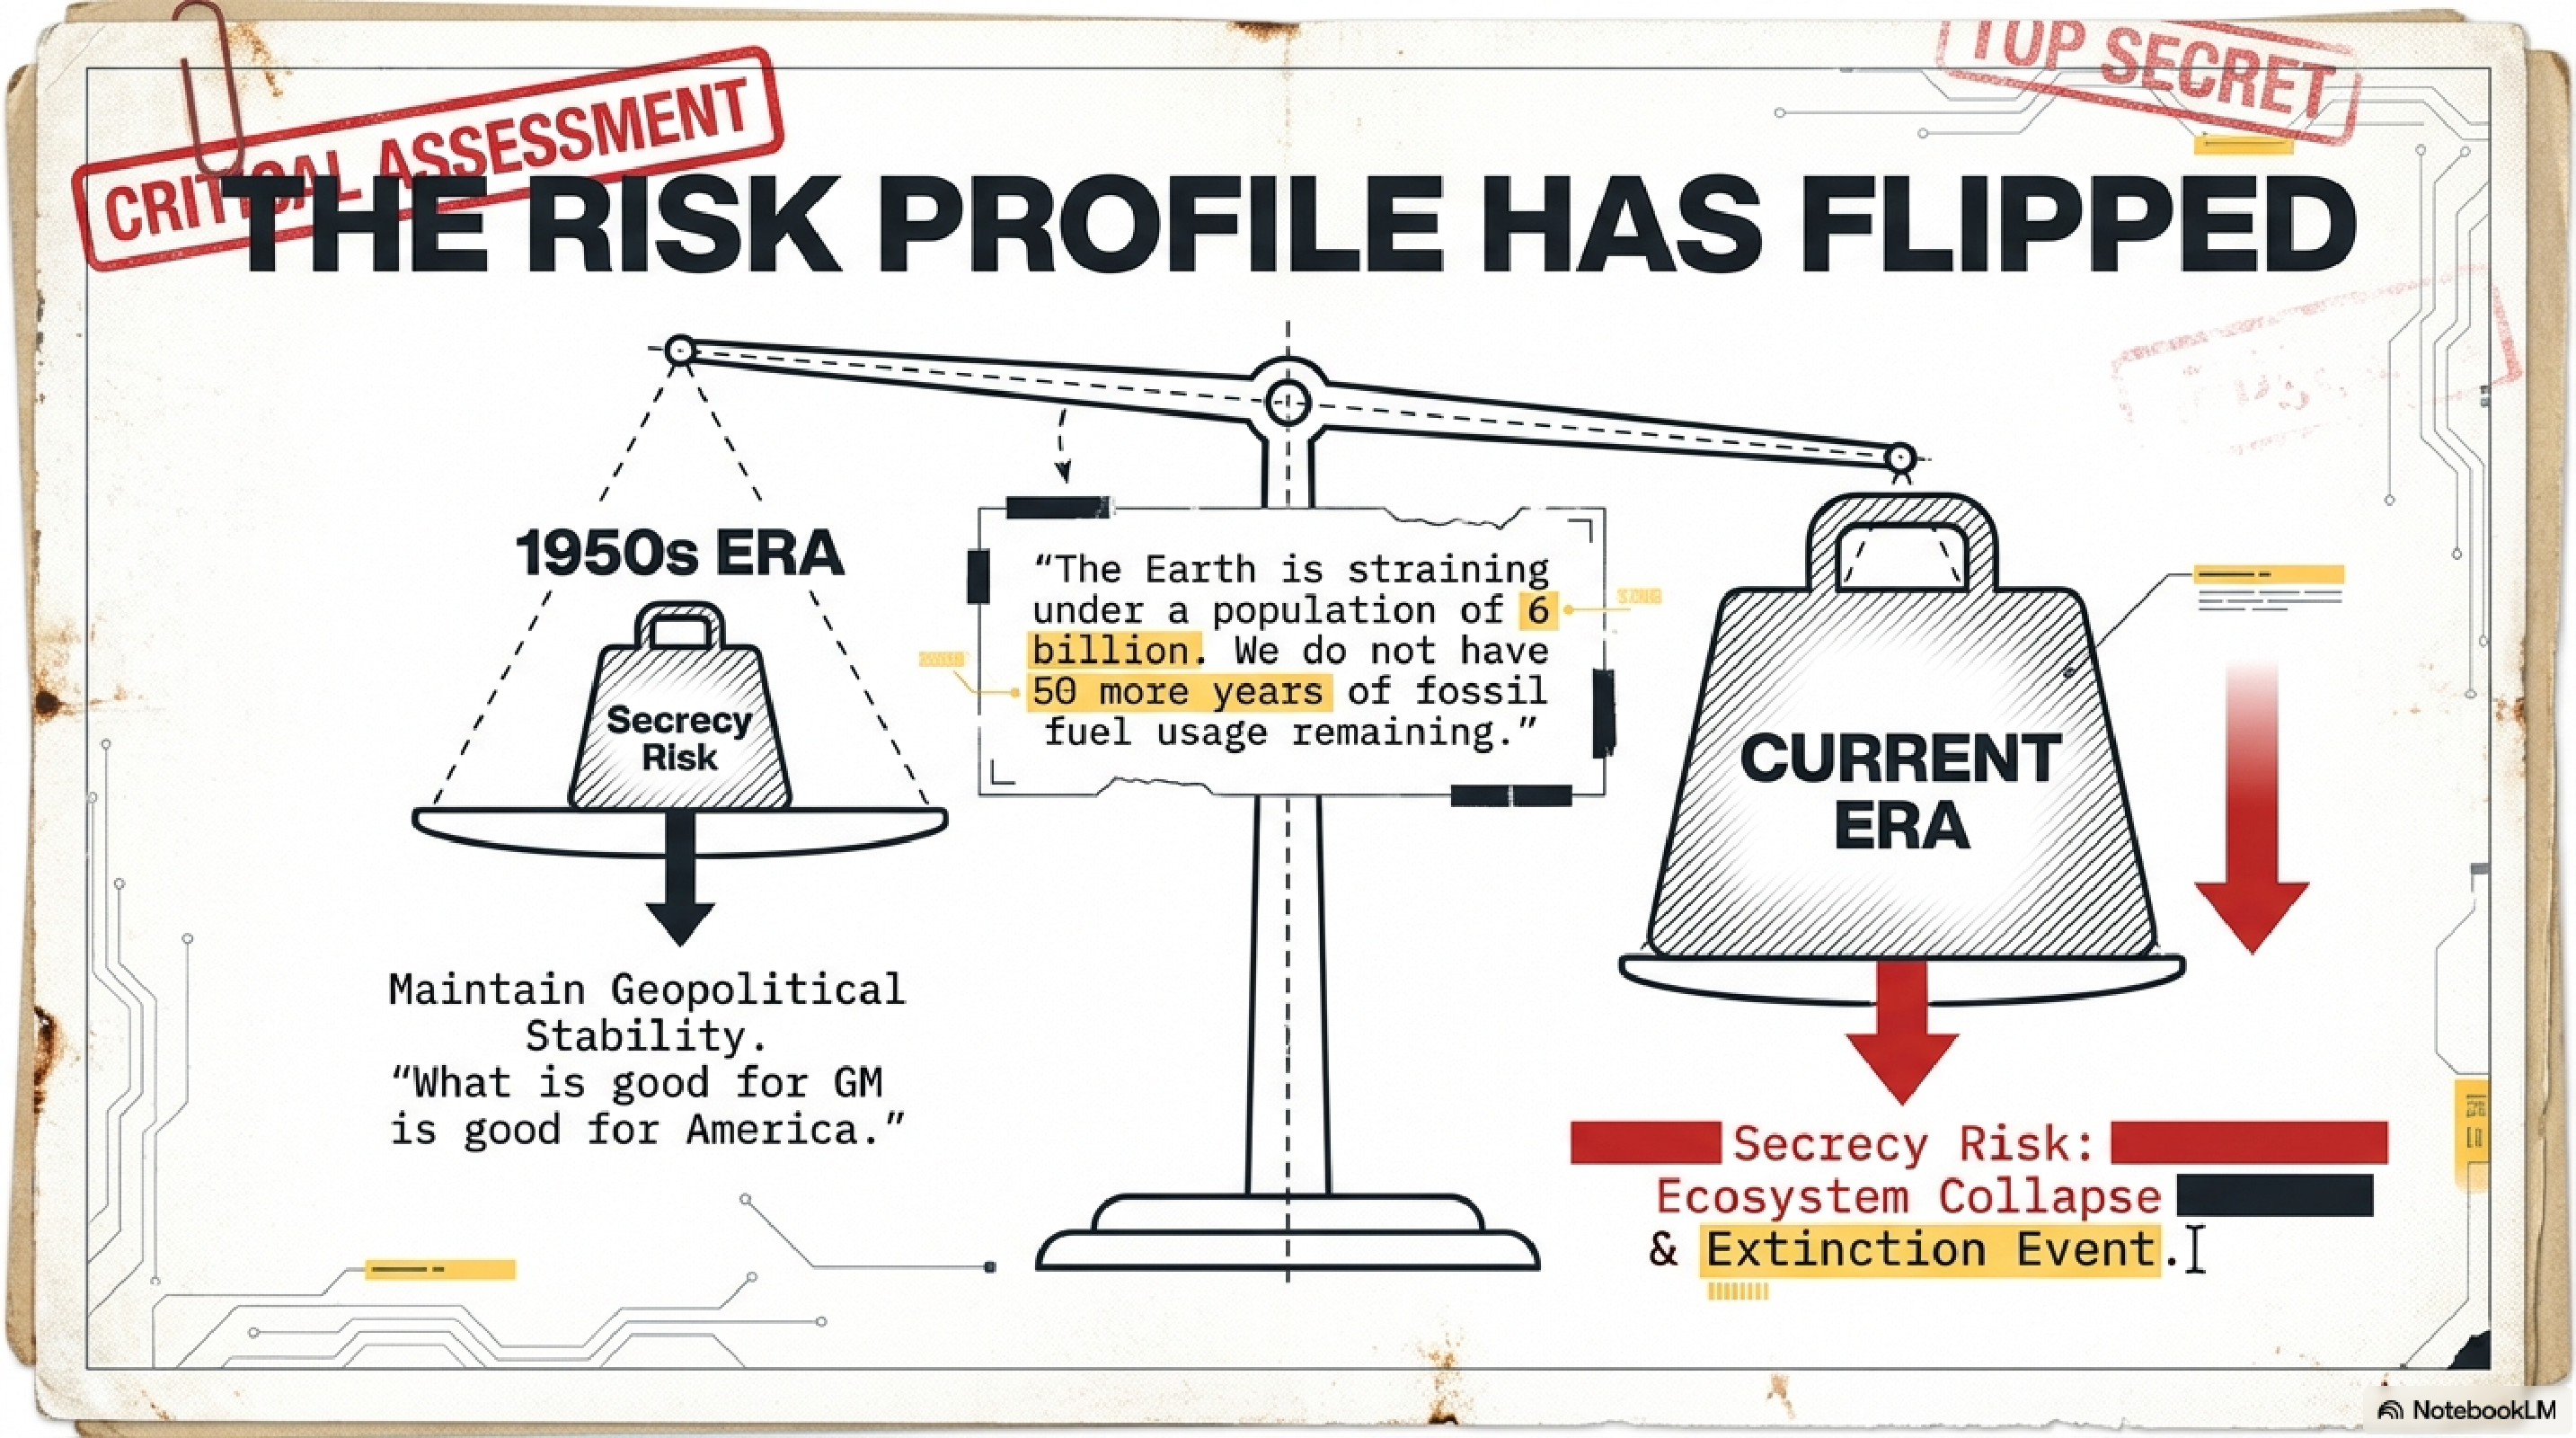 CRITICAL ASSESSMENT
TOP SECRET
THE RISK PROFILE HAS FLIPPED
1950s ERA
Secrecy
Risk
Maintain Geopolitical
Stability.
“What is good for GM
is good for America.”
“The Earth is straining
under a population of 6
billion. We do not have
50 more years of fossil
fuel usage remaining.”
CURRENT
ERA
Secrecy Risk:
Ecosystem Collapse
& Extinction Event.
NotebookLM